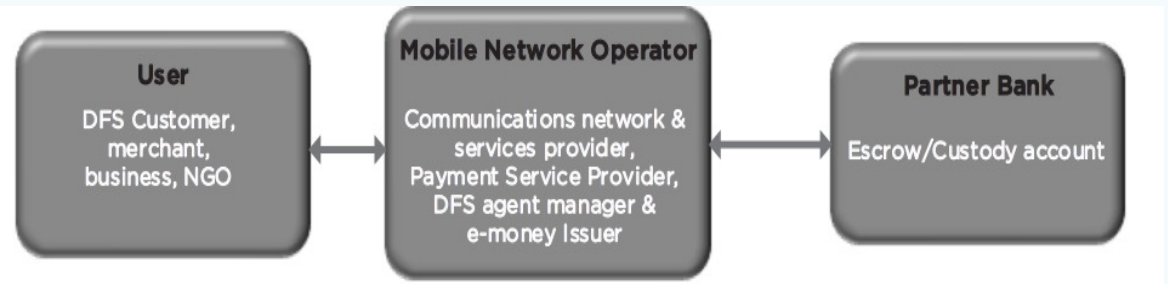 User
DFS Customer,
merchant,
business, NGO
Mobile Network Operator
Communications network &
services provider,
Payment Service Provider,
DFS agent manager &
e-money Issuer
Partner Bank
Escrow/Custody account